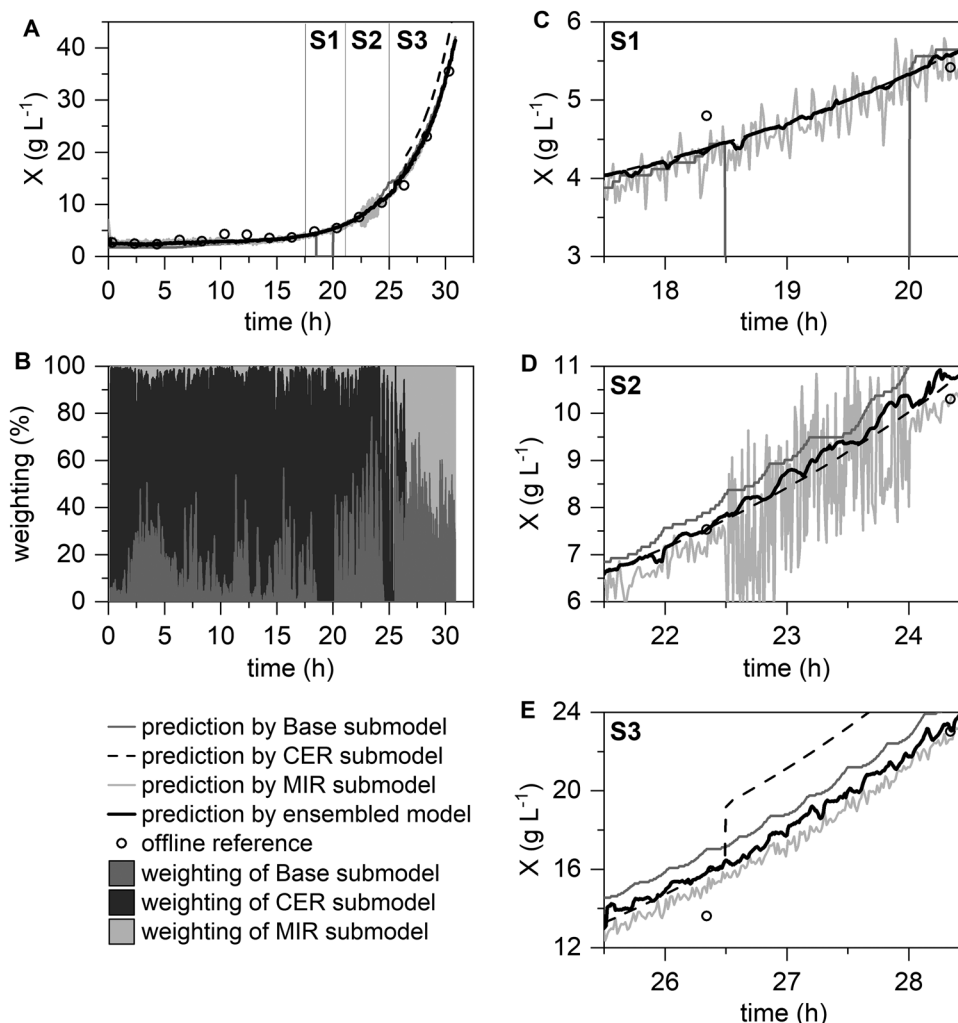 A
S1 S2 S3
X (g L⁻¹)
40
30
20
10
0
0 5 10 15 20 25 30
time (h)
B
weighting (%)
100
80
60
40
20
0
0 5 10 15 20 25 30
time (h)
prediction by Base submodel
prediction by CER submodel
prediction by MIR submodel
prediction by ensembled model
offline reference
weighting of Base submodel
weighting of CER submodel
weighting of MIR submodel
C
S1
X (g L⁻¹)
6
5
4
3
18 19 20
time (h)
D
S2
X (g L⁻¹)
11
10
9
8
7
6
22 23 24
time (h)
E
S3
X (g L⁻¹)
24
20
16
12
26 27 28
time (h)